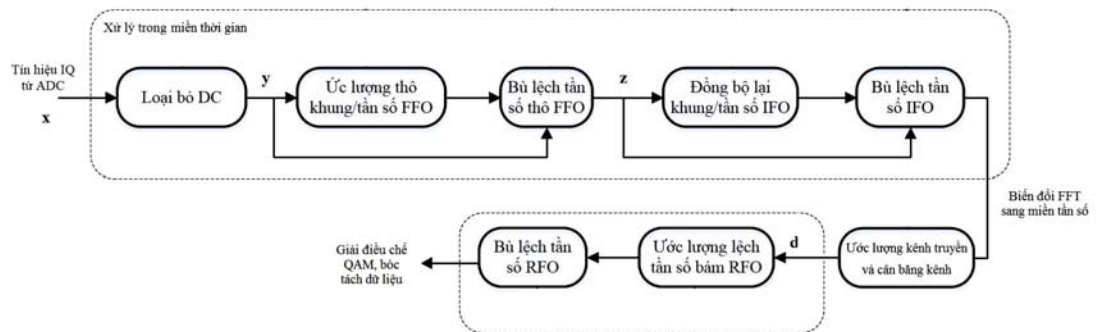 Xử lý trong miền thời gian
Tín hiệu IQ
từ ADC
x
Loại bỏ DC
y
Ức lượng thô
khung/tần số FFO
Bù lệch tần
số thô FFO
z
Đồng bộ lại
khung/tần số IFO
Bù lệch tần
số IFO
Biến đổi FFT
sang miền tần số
Ước lượng kênh truyền
và cân bằng kênh
d
Ước lượng lệch
tần số bám RFO
Bù lệch tần
số RFO
Giải điều chế
QAM, bóc
tách dữ liệu